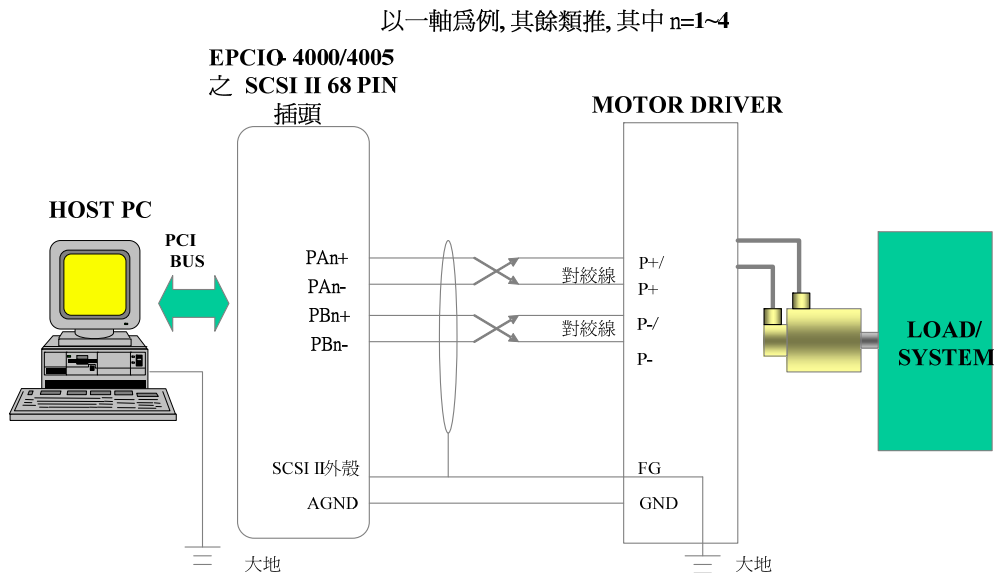 以一軸爲例, 其餘類推, 其中 n=1~4
EPCIO- 4000/4005
之 SCSI II 68 PIN
插頭
MOTOR DRIVER
HOST PC
PCI
BUS
PAn+
PAn-
PBn+
PBn-
對絞線
對絞線
P+/
P+
P-/
P-
LOAD/
SYSTEM
SCSI II外殼
AGND
FG
GND
大地
大地